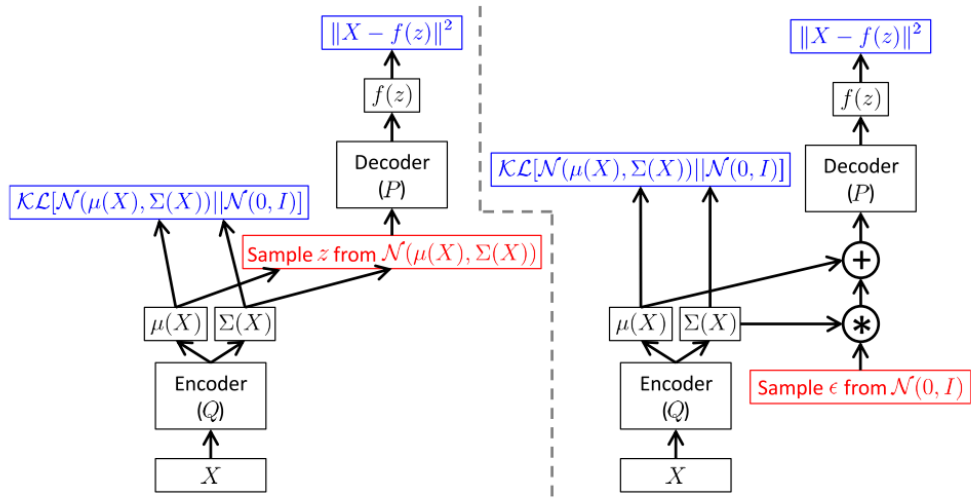 ‖X − f(z)‖²
f(z)
Decoder
(P)
𝒦ℒ[𝒩(μ(X), Σ(X))||𝒩(0, I)]
Sample z from 𝒩(μ(X), Σ(X))
μ(X)
Σ(X)
Encoder
(Q)
X
‖X − f(z)‖²
f(z)
Decoder
(P)
𝒦ℒ[𝒩(μ(X), Σ(X))||𝒩(0, I)]
+
μ(X)
Σ(X)
*
Encoder
(Q)
Sample ϵ from 𝒩(0, I)
X